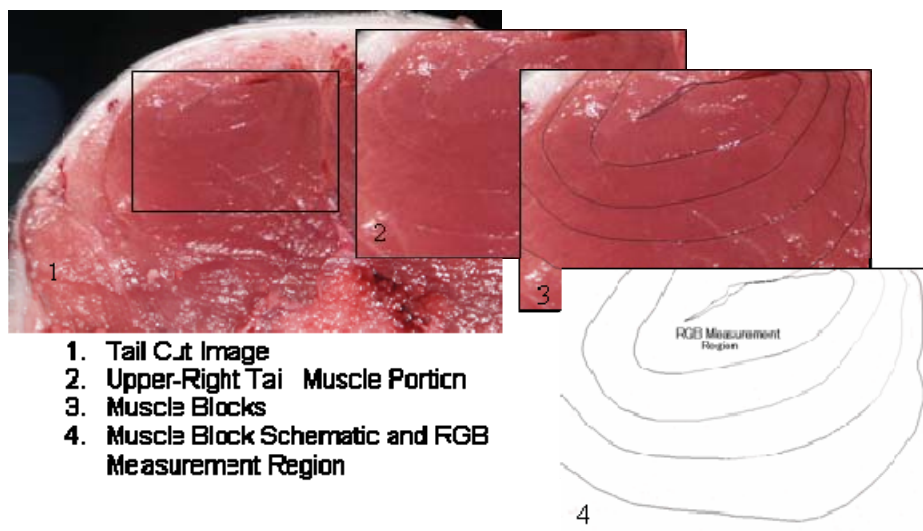 1
2
3
RGB Measurement
Region
4
1. Tail Cut Image
2. Upper-Right Tai Muscle Portion
3. Muscle Blocks
4. Muscle Block Schematic and RGB
Measurement Region